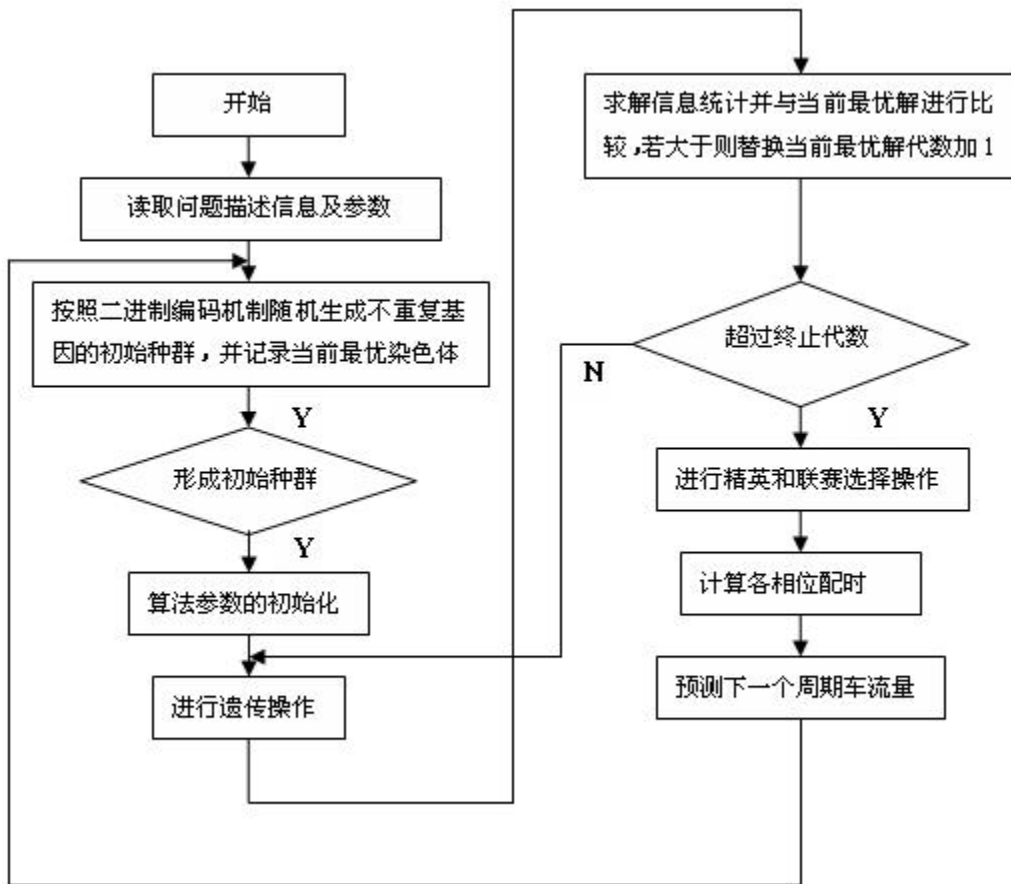 开始
读取问题描述信息及参数
按照二进制编码机制随机生成不重复基
因的初始种群，并记录当前最优染色体
Y
形成初始种群
Y
算法参数的初始化
进行遗传操作
求解信息统计并与当前最优解进行比
较,若大于则替换当前最优解代数加1
超过终止代数
N
Y
进行精英和联赛选择操作
计算各相位配时
预测下一个周期车流量